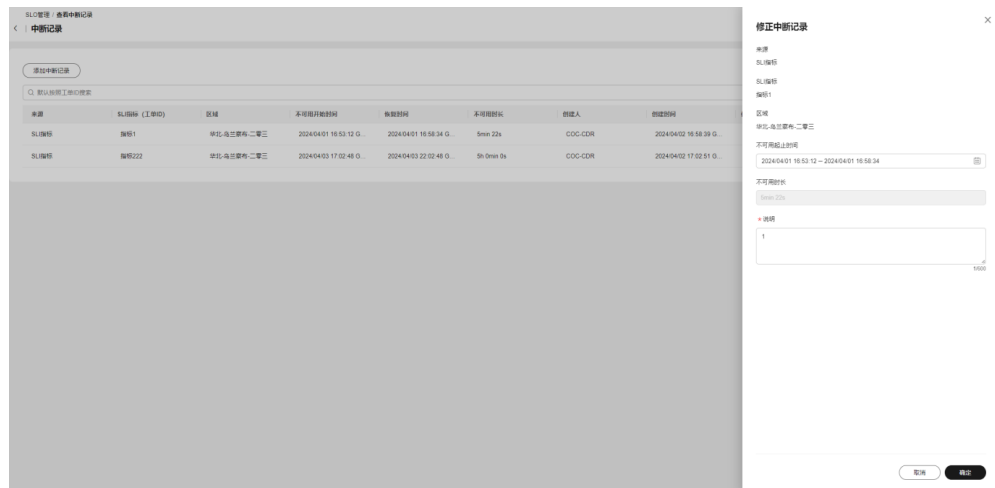 SLO管理 / 查看中断记录
中断记录
添加中断记录
默认按照工单ID搜索
来源 SLI指标 (工单ID) 区域 不可用开始时间 恢复时间 不可用时长 创建人 创建时间
SLI指标 指标1 华北-乌兰察布-二零三 2024/04/01 16:53:12 G... 2024/04/01 16:58:34 G... 5min 22s COC-CDR 2024/04/02 16:58:39 G...
SLI指标 指标222 华北-乌兰察布-二零三 2024/04/03 17:02:48 G... 2024/04/03 22:02:48 G... 5h 0min 0s COC-CDR 2024/04/02 17:02:51 G...
修正中断记录
来源
SLI指标
SLI指标
指标1
区域
华北-乌兰察布-二零三
不可用起止时间
2024/04/01 16:53:12 -- 2024/04/01 16:58:34
不可用时长
5min 22s
* 说明
1
1/500
取消 确定